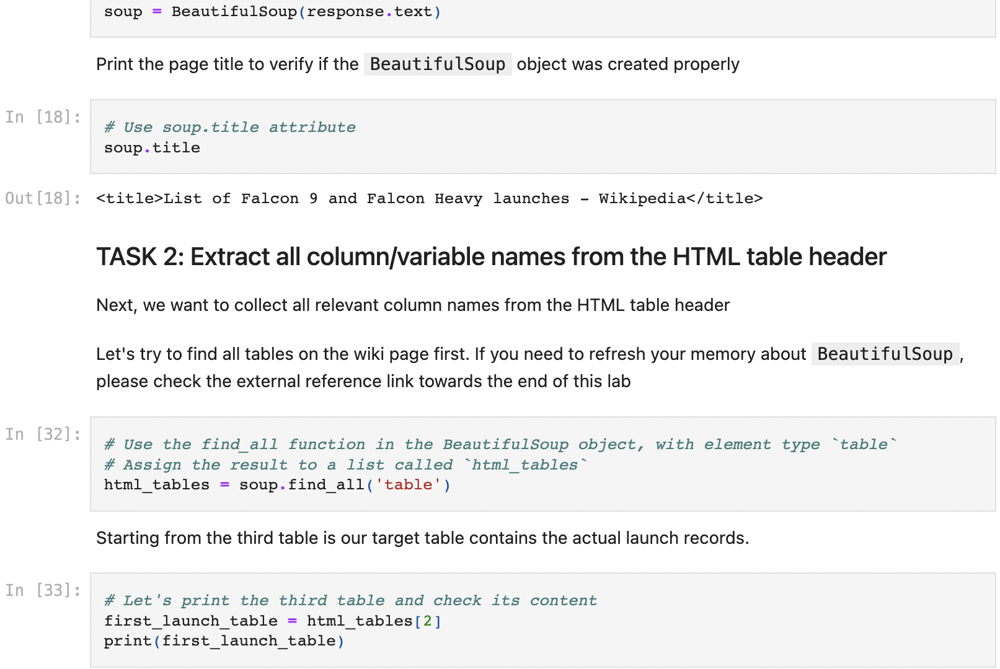 soup = BeautifulSoup(response.text)
Print the page title to verify if the BeautifulSoup object was created properly
In [18]:
# Use soup.title attribute
soup.title
Out[18]: <title>List of Falcon 9 and Falcon Heavy launches - Wikipedia</title>
TASK 2: Extract all column/variable names from the HTML table header
Next, we want to collect all relevant column names from the HTML table header
Let's try to find all tables on the wiki page first. If you need to refresh your memory about BeautifulSoup,
please check the external reference link towards the end of this lab
In [32]:
# Use the find_all function in the BeautifulSoup object, with element type `table`
# Assign the result to a list called `html_tables`
html_tables = soup.find_all('table')
Starting from the third table is our target table contains the actual launch records.
In [33]:
# Let's print the third table and check its content
first_launch_table = html_tables[2]
print(first_launch_table)